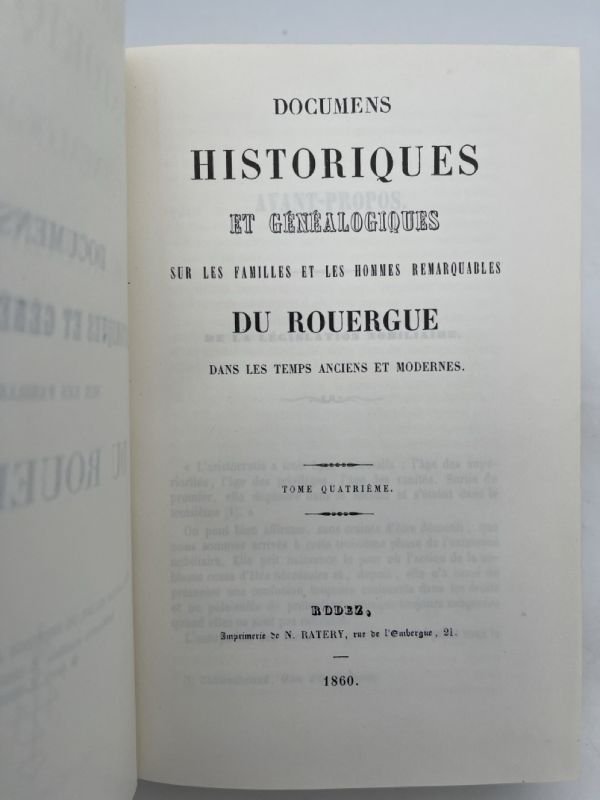 DOCUMENS
HISTORIQUES
ET GÉNÉALOGIQUES
SUR LES FAMILLES ET LES HOMMES REMARQUABLES
DU ROUERGUE
DANS LES TEMPS ANCIENS ET MODERNES.
TOME QUATRIÈME.
RODEZ,
Imprimerie de N. RATERY, rue de l'Embergue, 21.
1860.